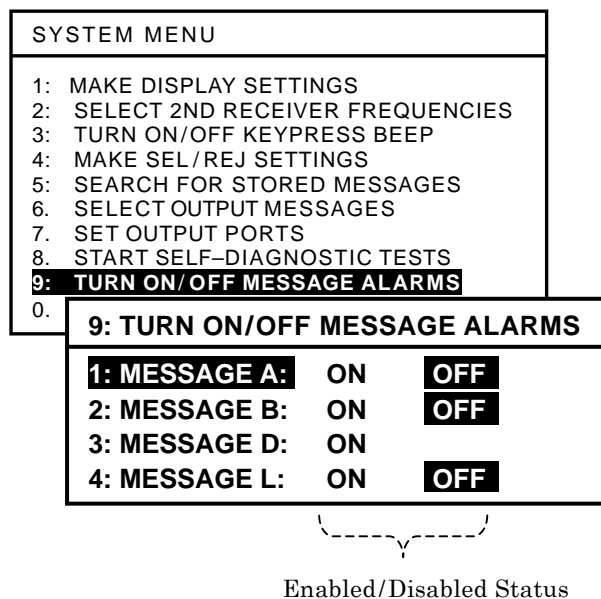 SYSTEM MENU
1: MAKE DISPLAY SETTINGS
2: SELECT 2ND RECEIVER FREQUENCIES
3: TURN ON/OFF KEYPRESS BEEP
4: MAKE SEL/REJ SETTINGS
5: SEARCH FOR STORED MESSAGES
6. SELECT OUTPUT MESSAGES
7. SET OUTPUT PORTS
8. START SELF–DIAGNOSTIC TESTS
9: TURN ON/OFF MESSAGE ALARMS
0.
9: TURN ON/OFF MESSAGE ALARMS
1: MESSAGE A: ON OFF
2: MESSAGE B: ON OFF
3: MESSAGE D: ON
4: MESSAGE L: ON OFF
Enabled/Disabled Status